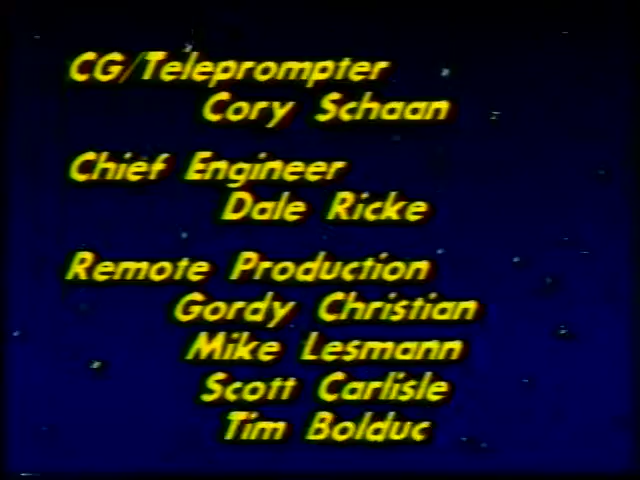 CG/Teleprompter
Cory Schaan
Chief Engineer
Dale Ricke
Remote Production
Gordy Christian
Mike Lesmann
Scott Carlisle
Tim Bolduc